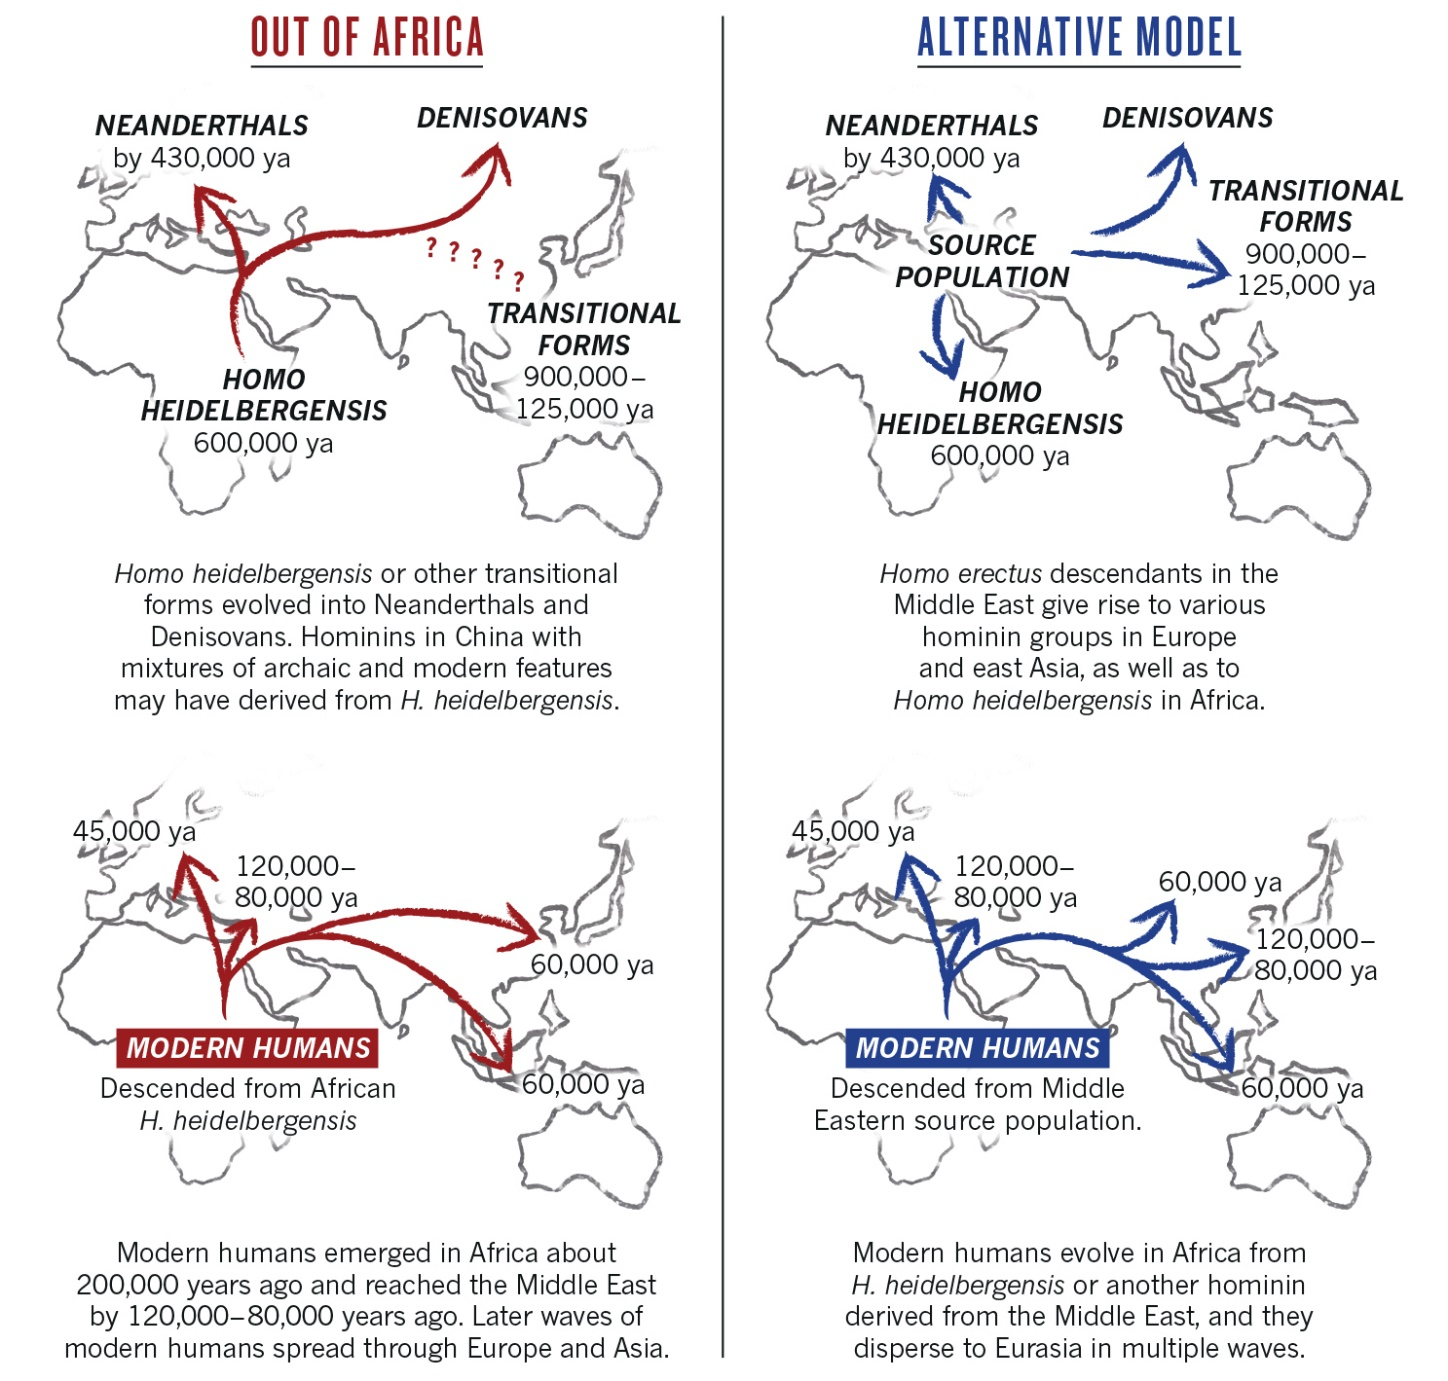 OUT OF AFRICA
NEANDERTHALS
by 430,000 ya
DENISOVANS
? ? ? ? ?
TRANSITIONAL
FORMS
900,000–
125,000 ya
HOMO
HEIDELBERGENSIS
600,000 ya
Homo heidelbergensis or other transitional
forms evolved into Neanderthals and
Denisovans. Hominins in China with
mixtures of archaic and modern features
may have derived from H. heidelbergensis.
45,000 ya
120,000–
80,000 ya
60,000 ya
60,000 ya
MODERN HUMANS
Descended from African
H. heidelbergensis
Modern humans emerged in Africa about
200,000 years ago and reached the Middle East
by 120,000–80,000 years ago. Later waves of
modern humans spread through Europe and Asia.
ALTERNATIVE MODEL
NEANDERTHALS
by 430,000 ya
DENISOVANS
TRANSITIONAL
FORMS
900,000–
125,000 ya
SOURCE
POPULATION
HOMO
HEIDELBERGENSIS
600,000 ya
Homo erectus descendants in the
Middle East give rise to various
hominin groups in Europe
and east Asia, as well as to
Homo heidelbergensis in Africa.
45,000 ya
120,000–
80,000 ya
60,000 ya
120,000–
80,000 ya
60,000 ya
MODERN HUMANS
Descended from Middle
Eastern source population.
Modern humans evolve in Africa from
H. heidelbergensis or another hominin
derived from the Middle East, and they
disperse to Eurasia in multiple waves.